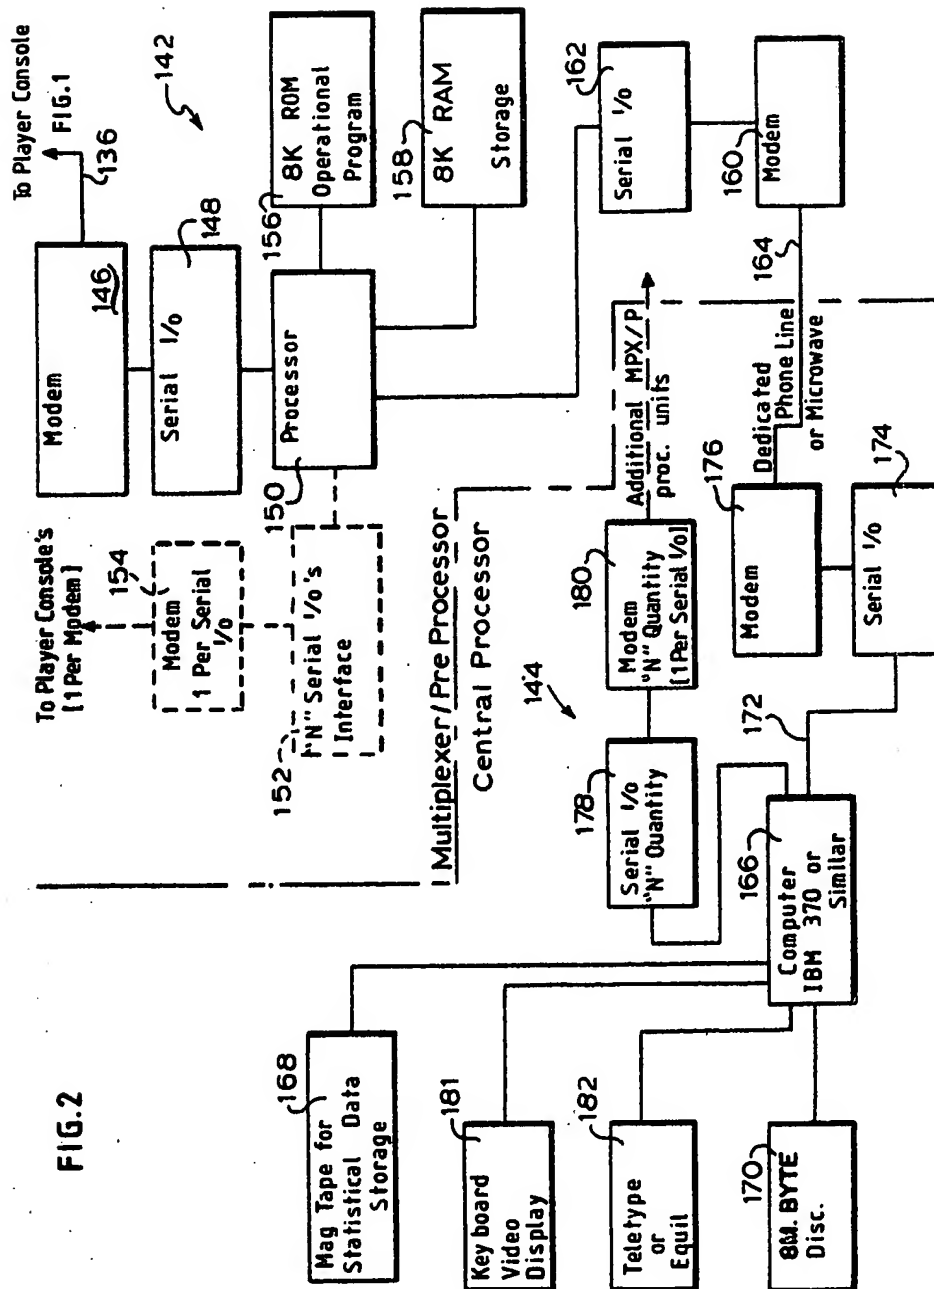 FIG.2
To Player Console
FIG.1
136
142
Modem
146
148
Serial I/o
150
Processor
156
8K ROM
Operational
Program
158
8K RAM
Storage
162
Serial I/o
160
Modem
164
To Player Console's
[1 Per Modem]
154
Modem
1 Per Serial
I/o
152
"N" Serial I/o's
Interface
Multiplexer/Pre Processor
Central Processor
144
Additional MPX/P
proc. units
180
Modem
"N" Quantity
[1 Per Serial I/o]
178
Serial I/o
"N" Quantity
Dedicated
Phone Line
or Microwave
176
Modem
174
Serial I/o
172
166
Computer
IBM 370 or
Similar
168
Mag Tape for
Statistical Data
Storage
181
Key board
Video
Display
182
Teletype
or
Equil
170
8M. BYTE
Disc.